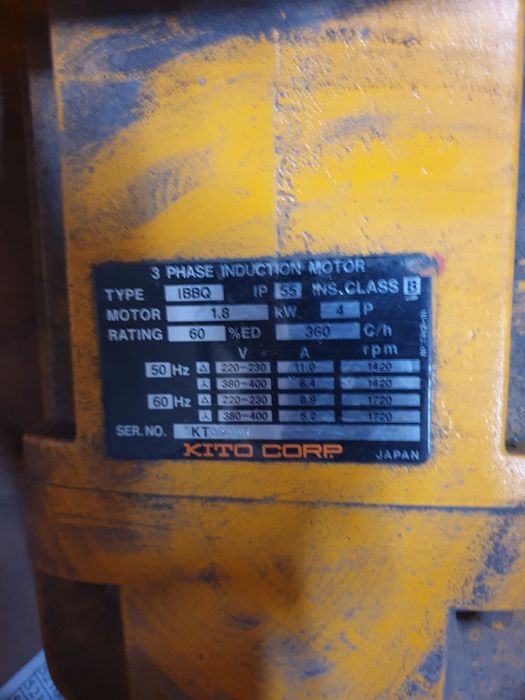 3 PHASE INDUCTION MOTOR
TYPE IBBQ IP 55 INS.CLASS B
MOTOR 1.8 kW 4 P
RATING 60 %ED 360 C/h
V A rpm
50 Hz △ 220-230 11.0 1420
人 380-400 6.4 1420
60 Hz △ 220-230 8.9 1720
人 380-400 5.2 1720
SER.NO. KT
KITO CORP. JAPAN